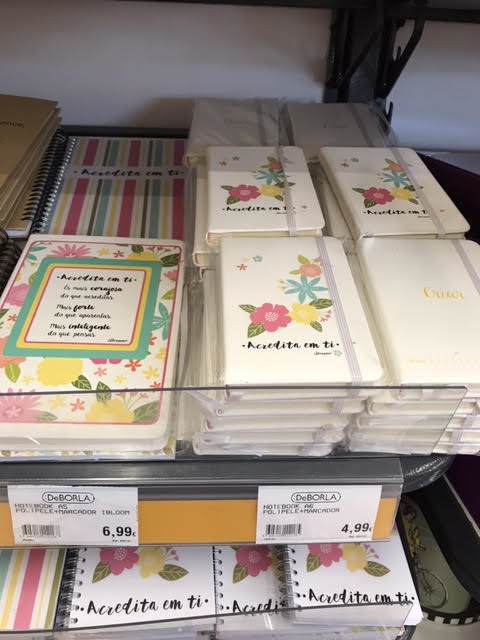 •Acredita em ti•
•Acredita em ti•
•Acredita em ti•
•Acredita em ti•
És mais corajosa
do que acreditas
Mais forte
do que aparentas
Mais inteligente
do que pensas
•Acredita em ti•
Criar
DeBORLA
NOTEBOOK A5
POLIPELE+MARCADOR IBLOOM
6,99€
DeBORLA
NOTEBOOK A6
POLIPELE+MARCADOR
4,99€
•Acredita em ti•
•Acredita em ti•
•Acredita em ti•